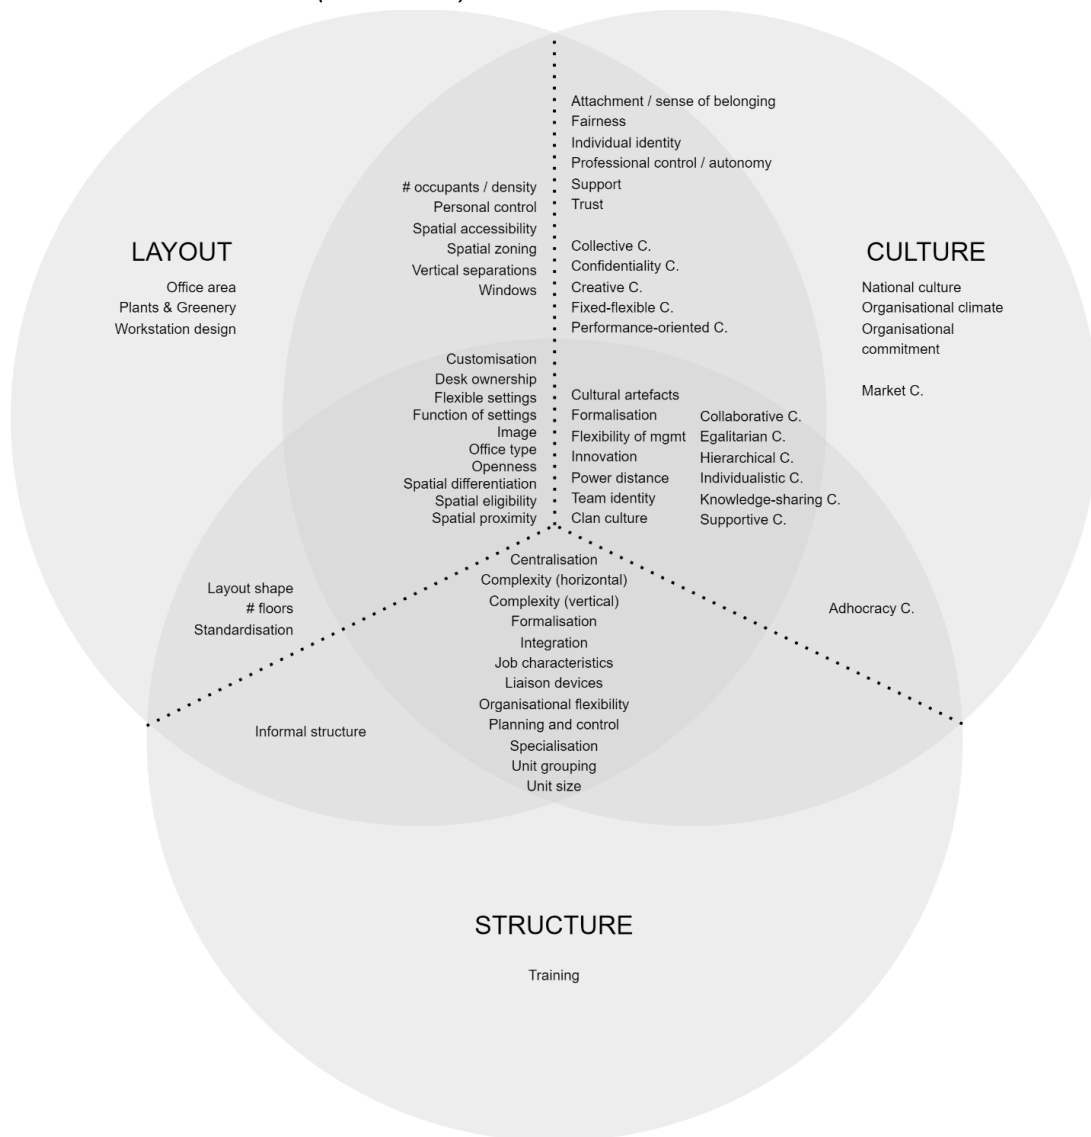 LAYOUT
Office area
Plants & Greenery
Workstation design
# occupants / density
Personal control
Spatial accessibility
Spatial zoning
Vertical separations
Windows
Attachment / sense of belonging
Fairness
Individual identity
Professional control / autonomy
Support
Trust
Collective C.
Confidentiality C.
Creative C.
Fixed-flexible C.
Performance-oriented C.
CULTURE
National culture
Organisational climate
Organisational
commitment
Market C.
Customisation
Desk ownership
Flexible settings
Function of settings
Image
Office type
Openness
Spatial differentiation
Spatial eligibility
Spatial proximity
Cultural artefacts
Formalisation
Flexibility of mgmt
Innovation
Power distance
Team identity
Clan culture
Collaborative C.
Egalitarian C.
Hierarchical C.
Individualistic C.
Knowledge-sharing C.
Supportive C.
Layout shape
# floors
Standardisation
Centralisation
Complexity (horizontal)
Complexity (vertical)
Formalisation
Integration
Job characteristics
Liaison devices
Organisational flexibility
Planning and control
Specialisation
Unit grouping
Unit size
Adhocracy C.
Informal structure
STRUCTURE
Training